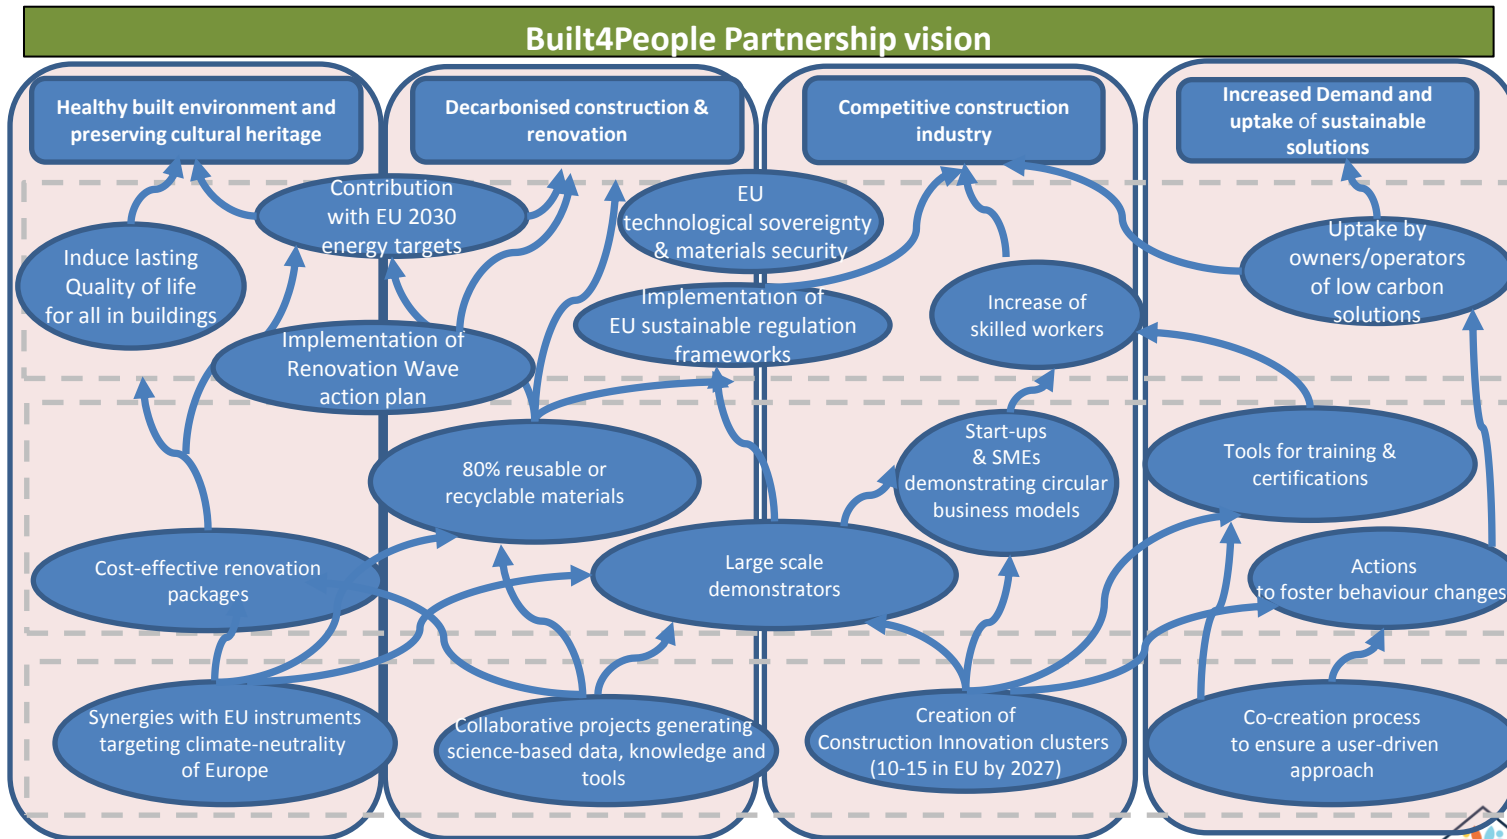 Built4People Partnership vision
Healthy built environment and
preserving cultural heritage
Decarbonised construction &
renovation
Competitive construction
industry
Increased Demand and
uptake of sustainable
solutions
Contribution
with EU 2030
energy targets
EU
technological sovereignty
& materials security
Uptake by
owners/operators
of low carbon
solutions
Induce lasting
Quality of life
for all in buildings
Implementation of
EU sustainable regulation
frameworks
Increase of
skilled workers
Implementation of
Renovation Wave
action plan
80% reusable or
recyclable materials
Start-ups
& SMEs
demonstrating circular
business models
Tools for training &
certifications
Cost-effective renovation
packages
Large scale
demonstrators
Actions
to foster behaviour changes
Synergies with EU instruments
targeting climate-neutrality
of Europe
Collaborative projects generating
science-based data, knowledge and
tools
Creation of
Construction Innovation clusters
(10-15 in EU by 2027)
Co-creation process
to ensure a user-driven
approach